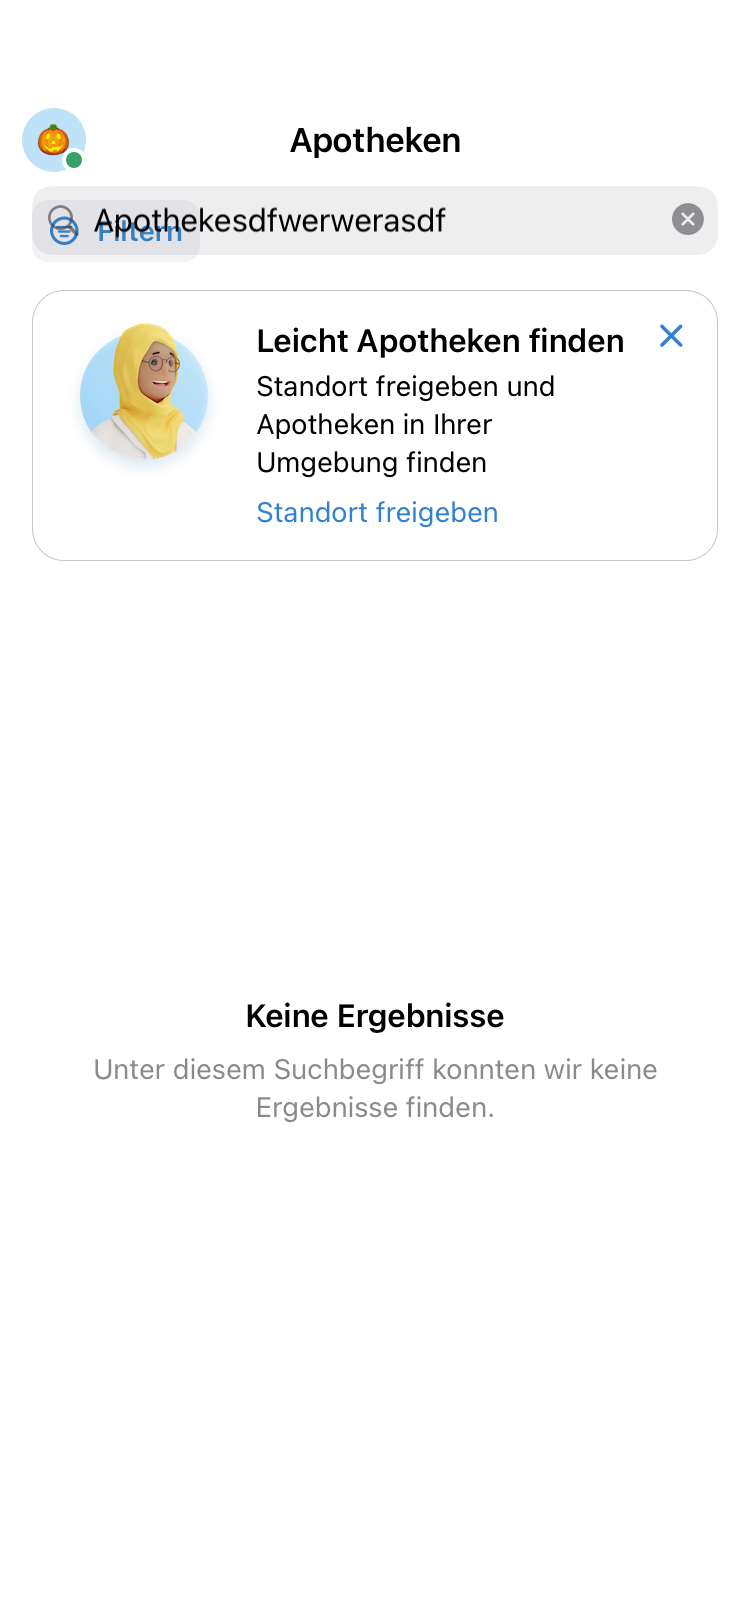 Apotheken
Apothekesdfwerwerasdf
Filtern
Leicht Apotheken finden
Standort freigeben und
Apotheken in Ihrer
Umgebung finden
Standort freigeben
Keine Ergebnisse
Unter diesem Suchbegriff konnten wir keine
Ergebnisse finden.